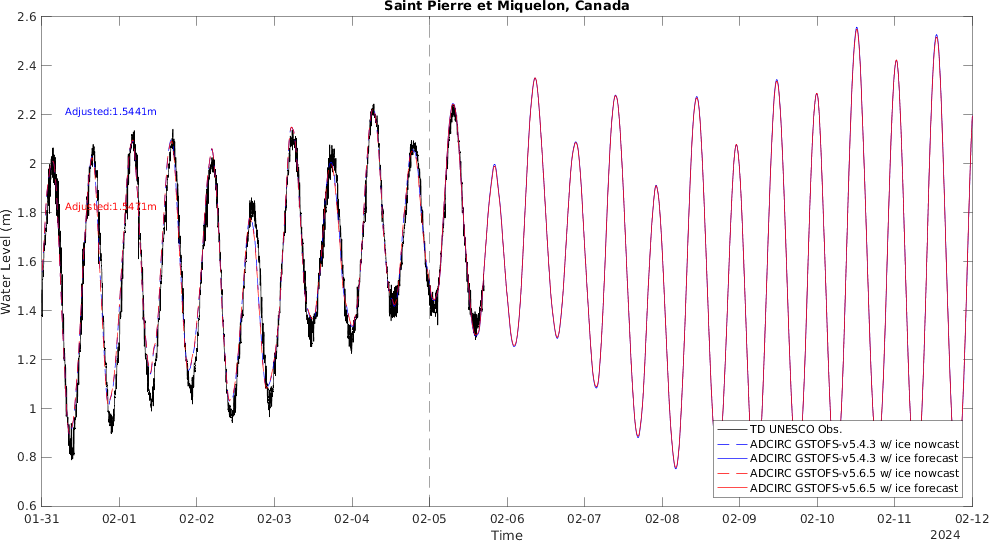 Saint Pierre et Miquelon, Canada
2.6
2.4
2.2
2
1.8
1.6
1.4
1.2
1
0.8
0.6
Water Level (m)
Adjusted:1.5441m
Adjusted:1.5471m
TD UNESCO Obs.
ADCIRC GSTOFS-v5.4.3 w/ ice nowcast
ADCIRC GSTOFS-v5.4.3 w/ ice forecast
ADCIRC GSTOFS-v5.6.5 w/ ice nowcast
ADCIRC GSTOFS-v5.6.5 w/ ice forecast
01-31 02-01 02-02 02-03 02-04 02-05 02-06 02-07 02-08 02-09 02-10 02-11 02-12
Time
2024